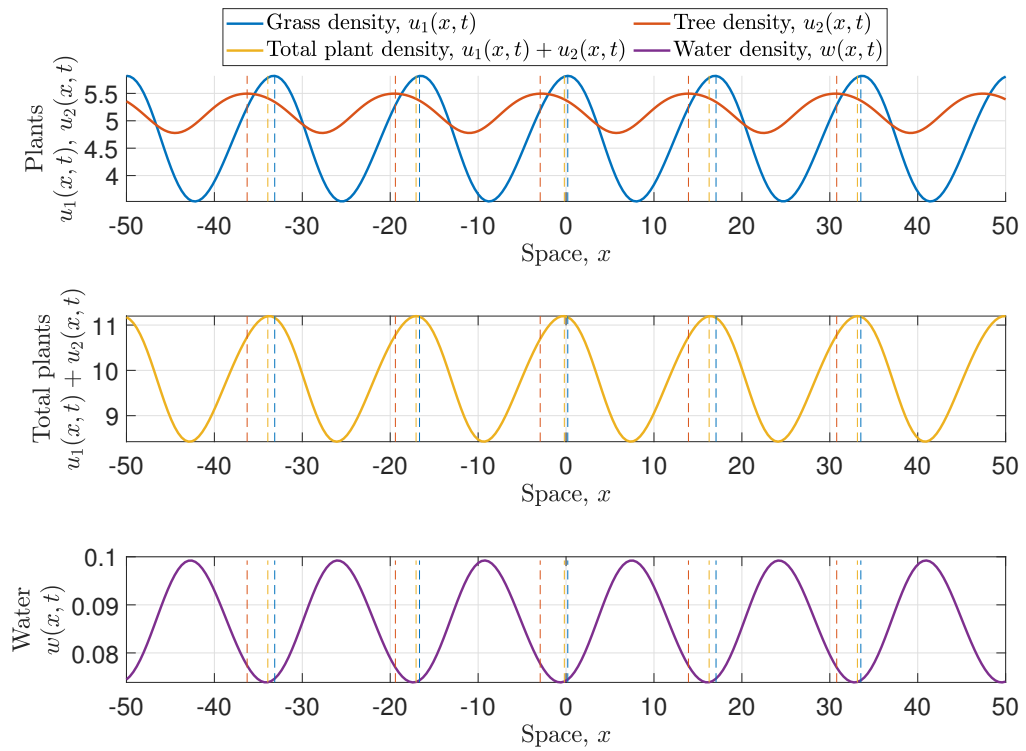 Grass density, u₁(x, t) Tree density, u₂(x, t)
Total plant density, u₁(x, t) + u₂(x, t) Water density, w(x, t)
Plants
u₁(x, t), u₂(x, t)
5.5
5
4.5
4
-50 -40 -30 -20 -10 0 10 20 30 40 50
Space, x
Total plants
u₁(x, t) + u₂(x, t)
11
10
9
-50 -40 -30 -20 -10 0 10 20 30 40 50
Space, x
Water
w(x, t)
0.1
0.09
0.08
-50 -40 -30 -20 -10 0 10 20 30 40 50
Space, x